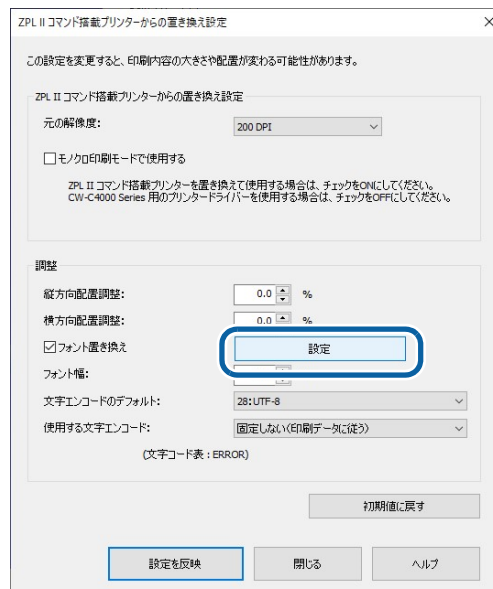 ZPL II コマンド搭載プリンターからの置き換え設定
この設定を変更すると、印刷内容の大きさや配置が変わる可能性があります。
ZPL II コマンド搭載プリンターからの置き換え設定
元の解像度: 200 DPI
モノクロ印刷モードで使用する
ZPL II コマンド搭載プリンターを置き換えて使用する場合は、チェックをONにしてください。
CW-C4000 Series 用のプリンタードライバーを使用する場合は、チェックをOFFにしてください。
調整
縦方向配置調整: 0.0 %
横方向配置調整: 0.0 %
フォント置き換え 設定
フォント幅:
文字エンコードのデフォルト: 28:UTF-8
使用する文字エンコード: 固定しない(印刷データに従う)
(文字コード表 : ERROR)
初期値に戻す
設定を反映 閉じる ヘルプ